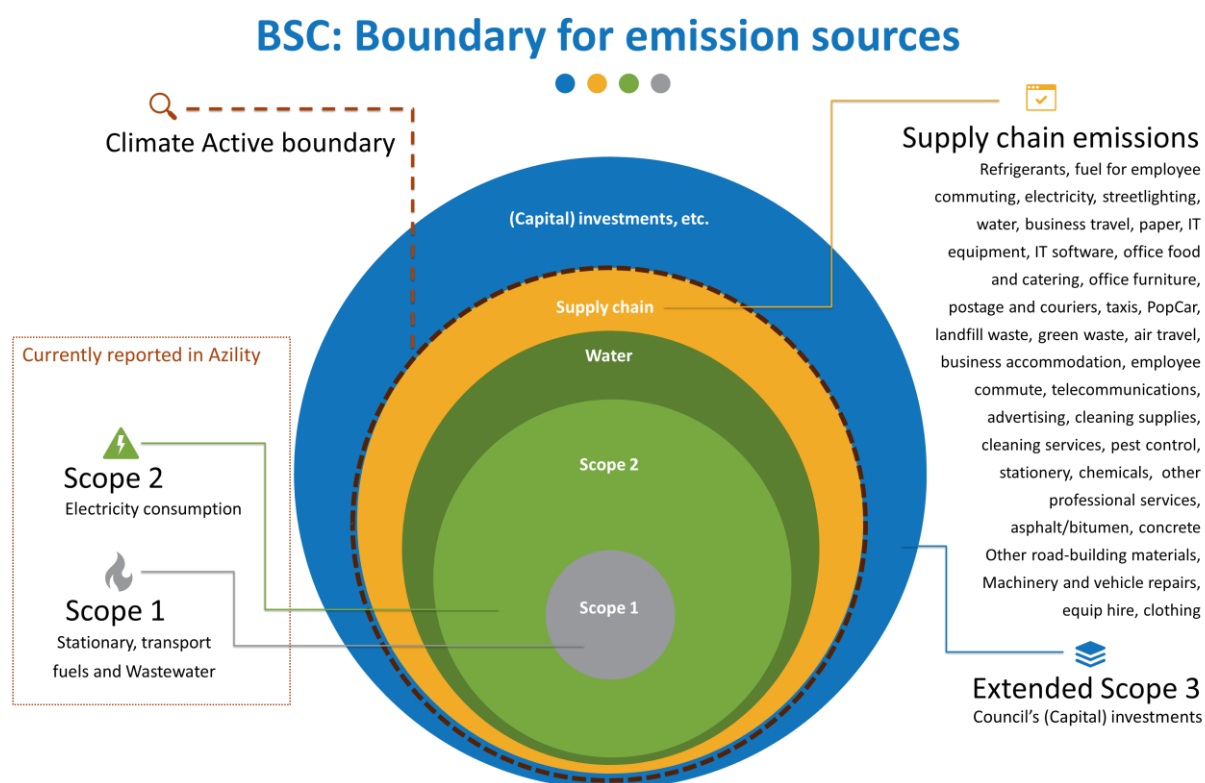 BSC: Boundary for emission sources
Climate Active boundary
(Capital) investments, etc.
Supply chain
Water
Scope 2
Scope 1
Currently reported in Azility
Scope 2
Electricity consumption
Scope 1
Stationary, transport
fuels and Wastewater
Supply chain emissions
Refrigerants, fuel for employee
commuting, electricity, streetlighting,
water, business travel, paper, IT
equipment, IT software, office food
and catering, office furniture,
postage and couriers, taxis, PopCar,
landfill waste, green waste, air travel,
business accommodation, employee
commute, telecommunications,
advertising, cleaning supplies,
cleaning services, pest control,
stationery, chemicals, other
professional services,
asphalt/bitumen, concrete
Other road-building materials,
Machinery and vehicle repairs,
equip hire, clothing
Extended Scope 3
Council's (Capital) investments